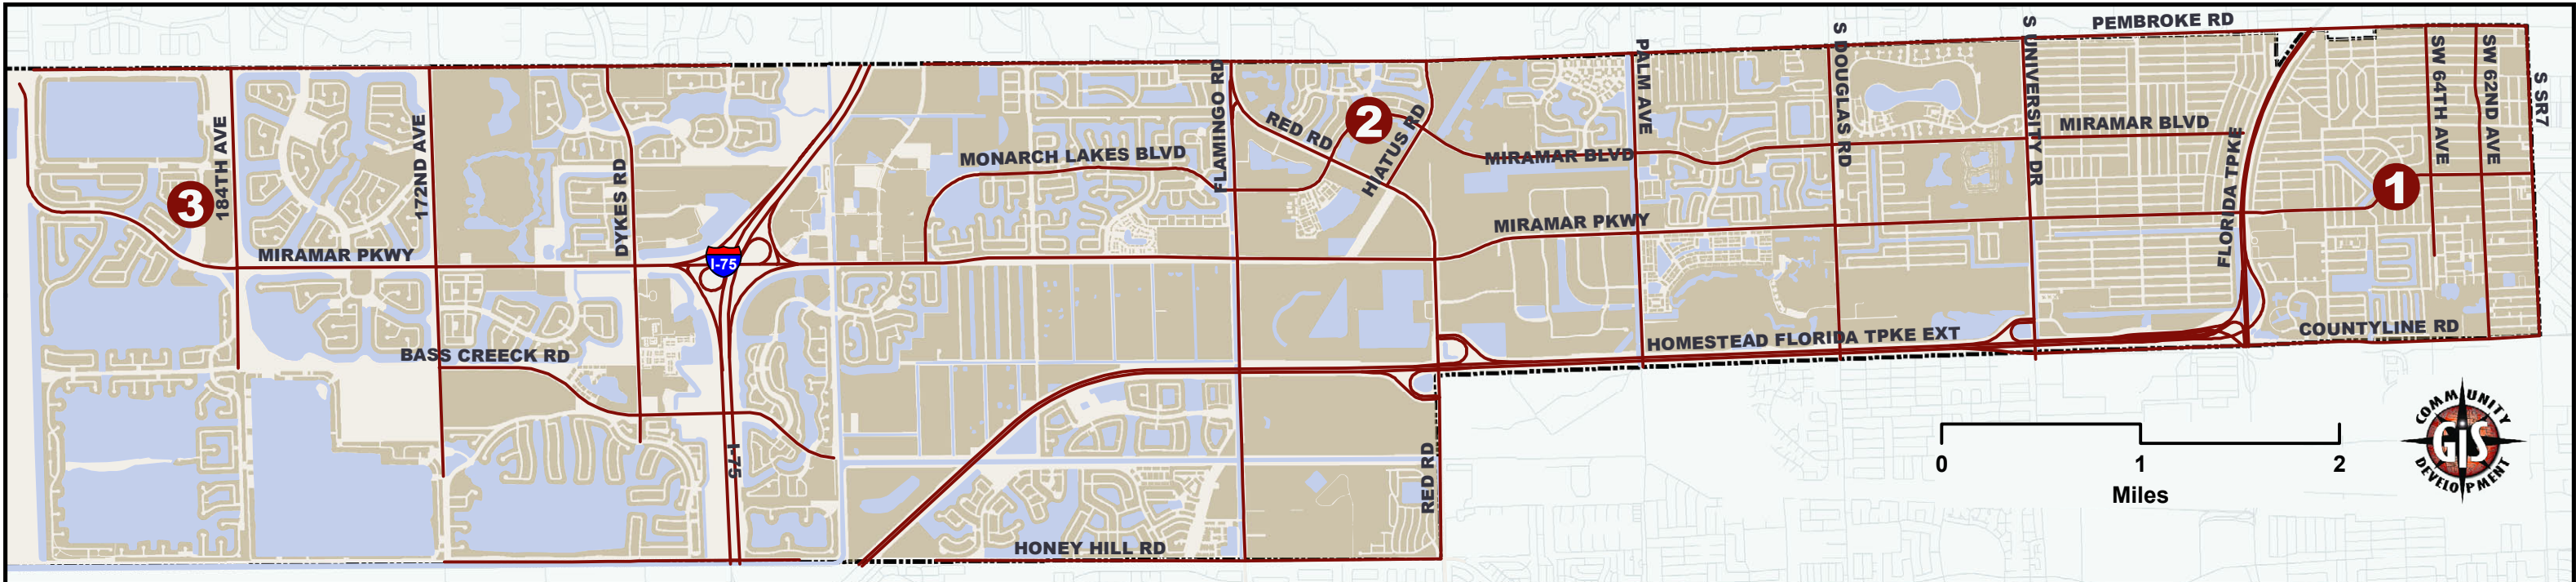 PEMBROKE RD
184TH AVE
172ND AVE
DYKES RD
FLAMINGO RD
RED RD
HIATUS RD
PALM AVE
S DOUGLAS RD
S UNIVERSITY DR
FLORIDA TPKE
SW 64TH AVE
SW 62ND AVE
S SR7
MONARCH LAKES BLVD
MIRAMAR BLVD
MIRAMAR BLVD
3
2
1
MIRAMAR PKWY
MIRAMAR PKWY
I-75
BASS CREECK RD
HOMESTEAD FLORIDA TPKE EXT
COUNTYLINE RD
I-75
RED RD
HONEY HILL RD
0 1 2
Miles
COMMUNITY
GIS
DEVELOPMENT